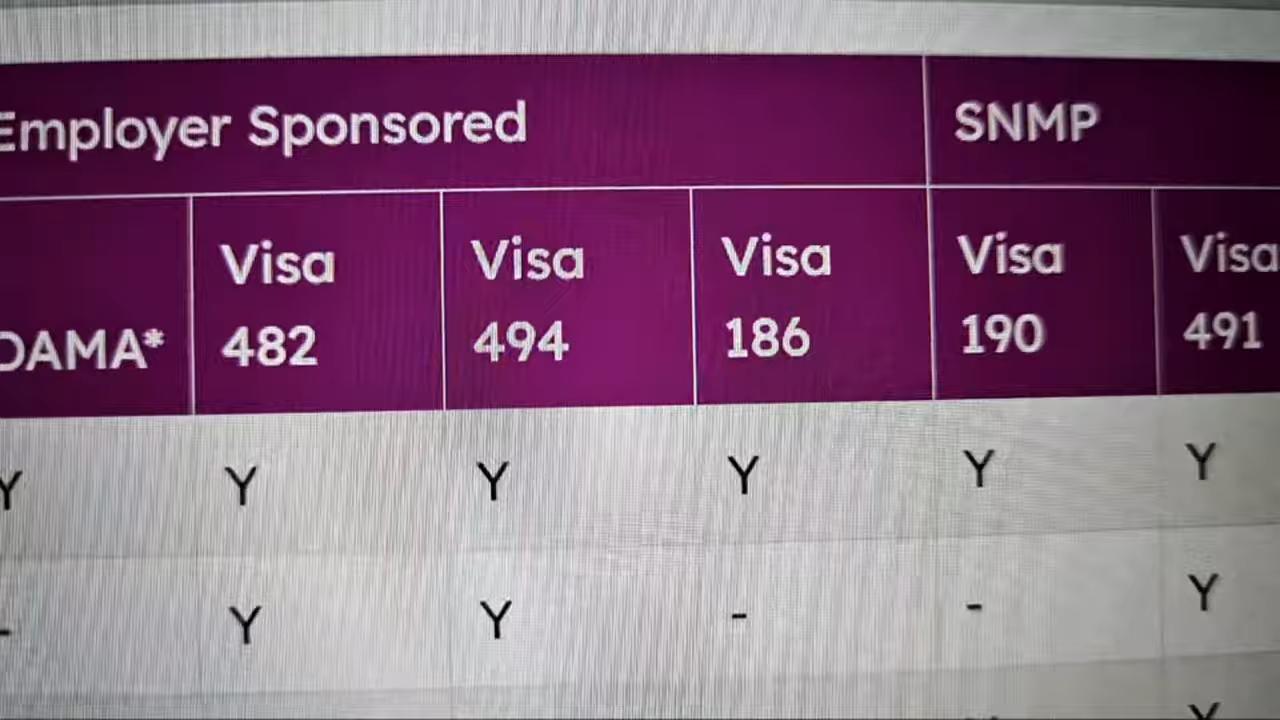 Employer Sponsored SNMP
Visa Visa Visa Visa Visa
DAMA* 482 494 186 190 491
Y Y Y Y Y Y
- Y Y - - Y
Y